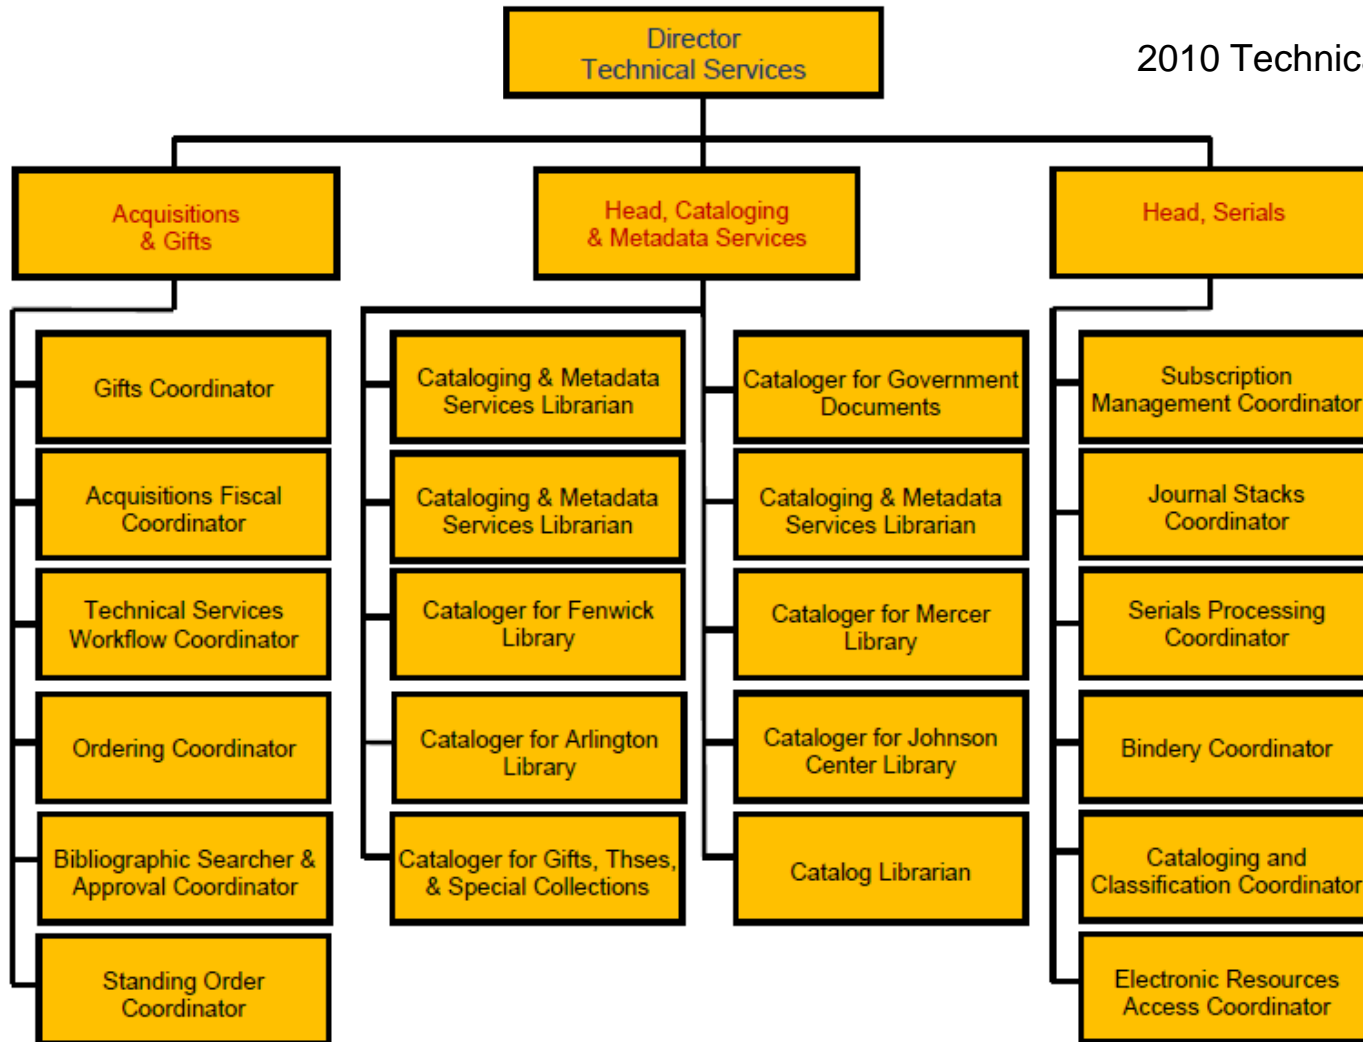 Director
Technical Services
2010 Technica
Acquisitions
& Gifts
Head, Cataloging
& Metadata Services
Head, Serials
Gifts Coordinator
Acquisitions Fiscal
Coordinator
Technical Services
Workflow Coordinator
Ordering Coordinator
Bibliographic Searcher &
Approval Coordinator
Standing Order
Coordinator
Cataloging & Metadata
Services Librarian
Cataloging & Metadata
Services Librarian
Cataloger for Fenwick
Library
Cataloger for Arlington
Library
Cataloger for Gifts, Thses,
& Special Collections
Cataloger for Government
Documents
Cataloging & Metadata
Services Librarian
Cataloger for Mercer
Library
Cataloger for Johnson
Center Library
Catalog Librarian
Subscription
Management Coordinator
Journal Stacks
Coordinator
Serials Processing
Coordinator
Bindery Coordinator
Cataloging and
Classification Coordinator
Electronic Resources
Access Coordinator